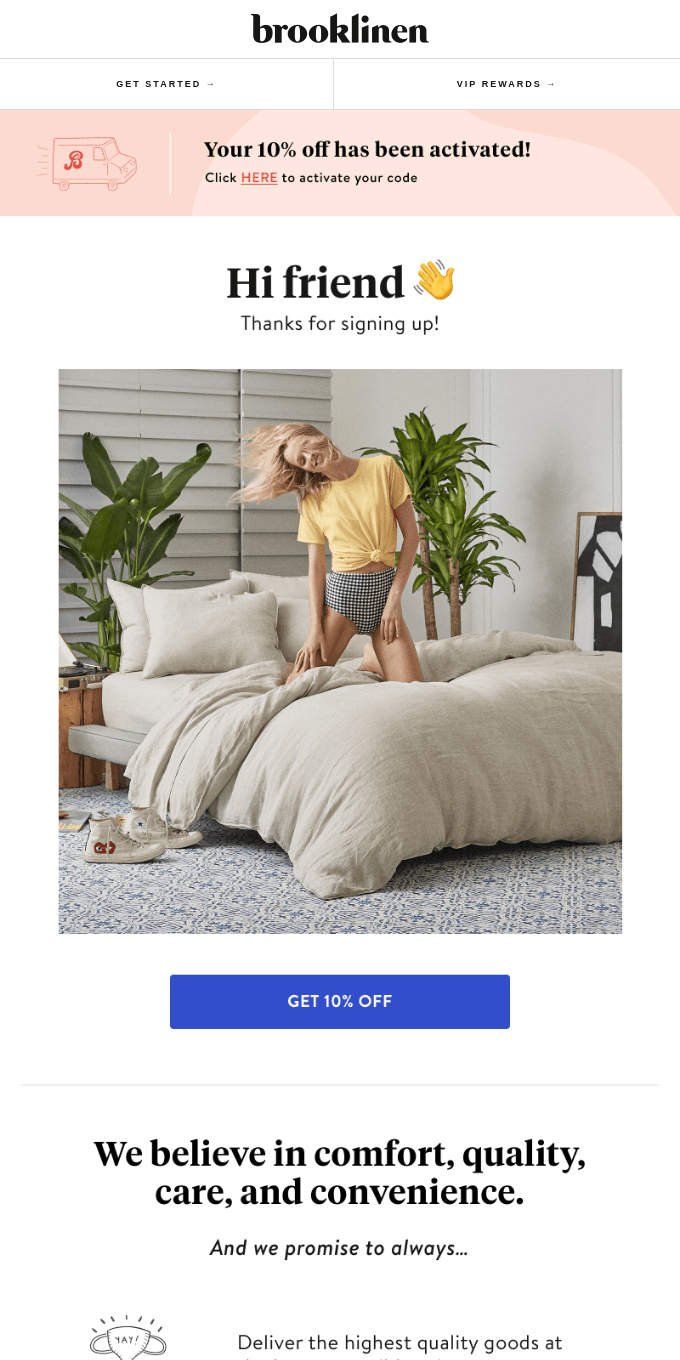 brooklinen
GET STARTED →
VIP REWARDS →
B
Your 10% off has been activated!
Click HERE to activate your code
Hi friend 👋
Thanks for signing up!
GET 10% OFF
We believe in comfort, quality,
care, and convenience.
And we promise to always...
YAY!
Deliver the highest quality goods at